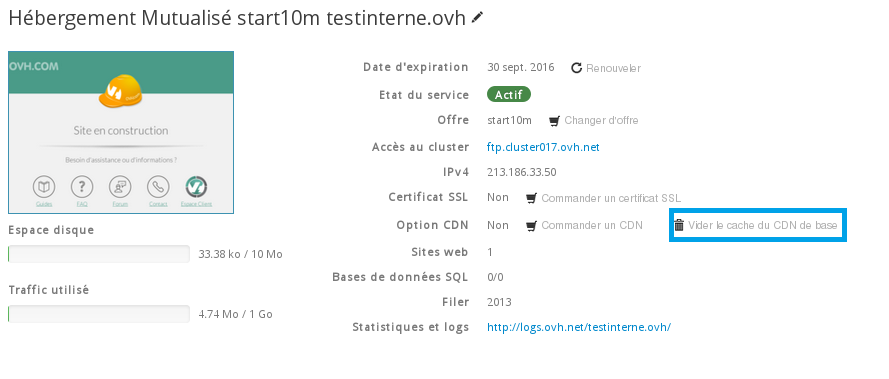 Hébergement Mutualisé start10m testinterne.ovh
OVH.COM
Site en construction
Besoin d'assistance ou d'informations ?
Guides FAQ Forum Contact Espace Client
Espace disque
33.38 ko / 10 Mo
Traffic utilisé
4.74 Mo / 1 Go
Date d'expiration 30 sept. 2016 Renouveler
Etat du service Actif
Offre start10m Changer d'offre
Accès au cluster ftp.cluster017.ovh.net
IPv4 213.186.33.50
Certificat SSL Non Commander un certificat SSL
Option CDN Non Commander un CDN Vider le cache du CDN de base
Sites web 1
Bases de données SQL 0/0
Filer 2013
Statistiques et logs http://logs.ovh.net/testinterne.ovh/